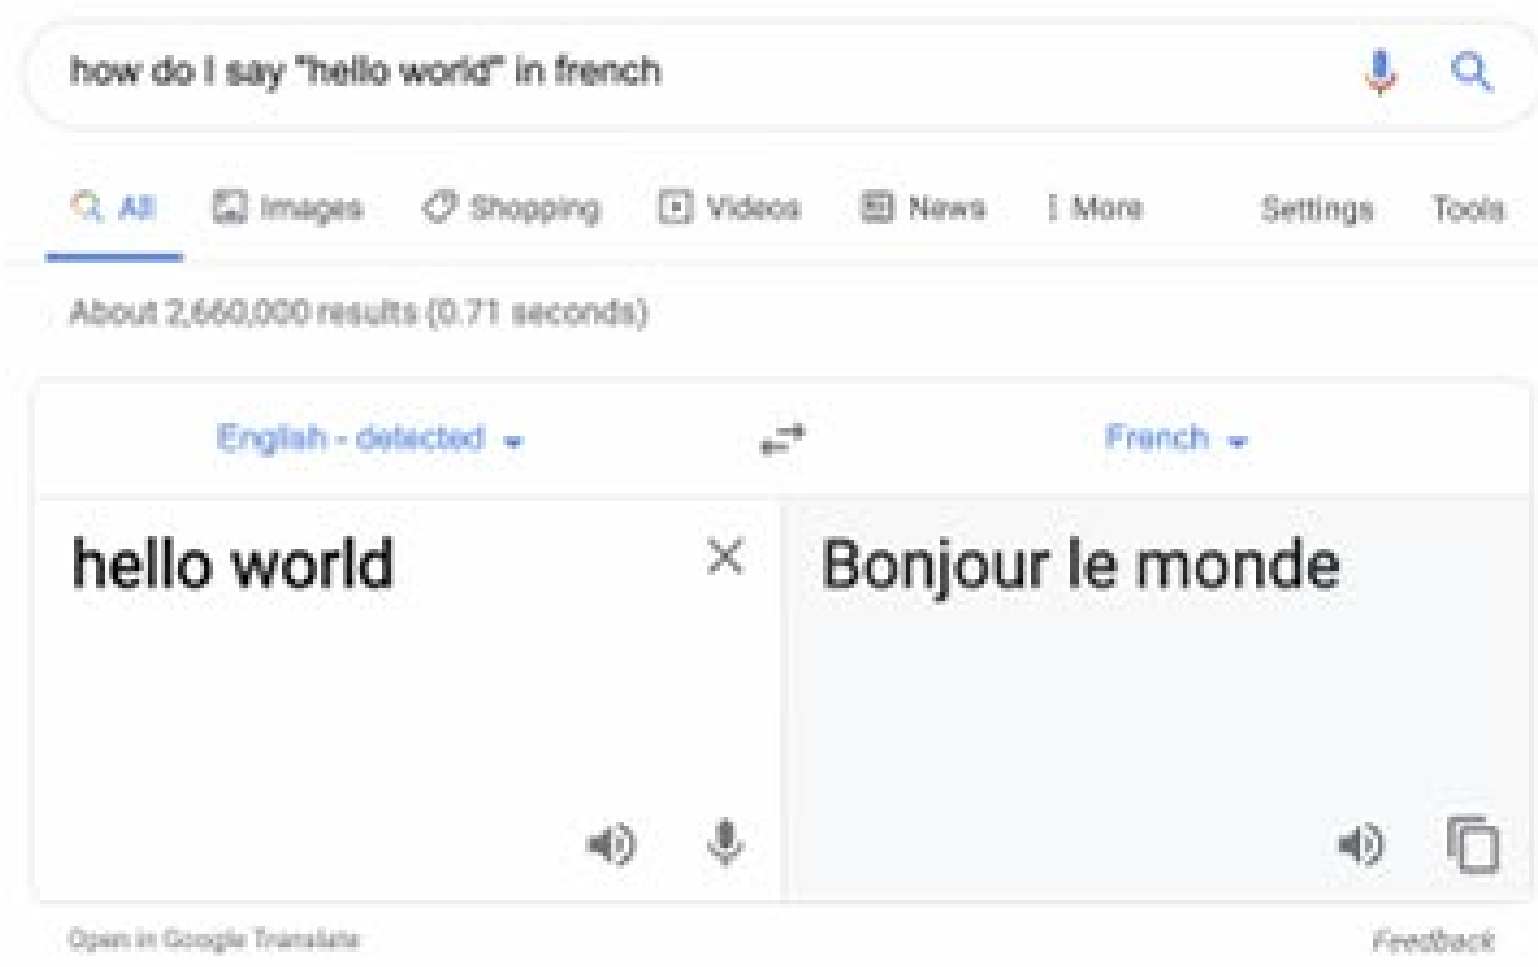 how do I say "hello world" in french
All Images Shopping Videos News More Settings Tools
About 2,660,000 results (0.71 seconds)
English - detected French
hello world Bonjour le monde
Open in Google Translate Feedback